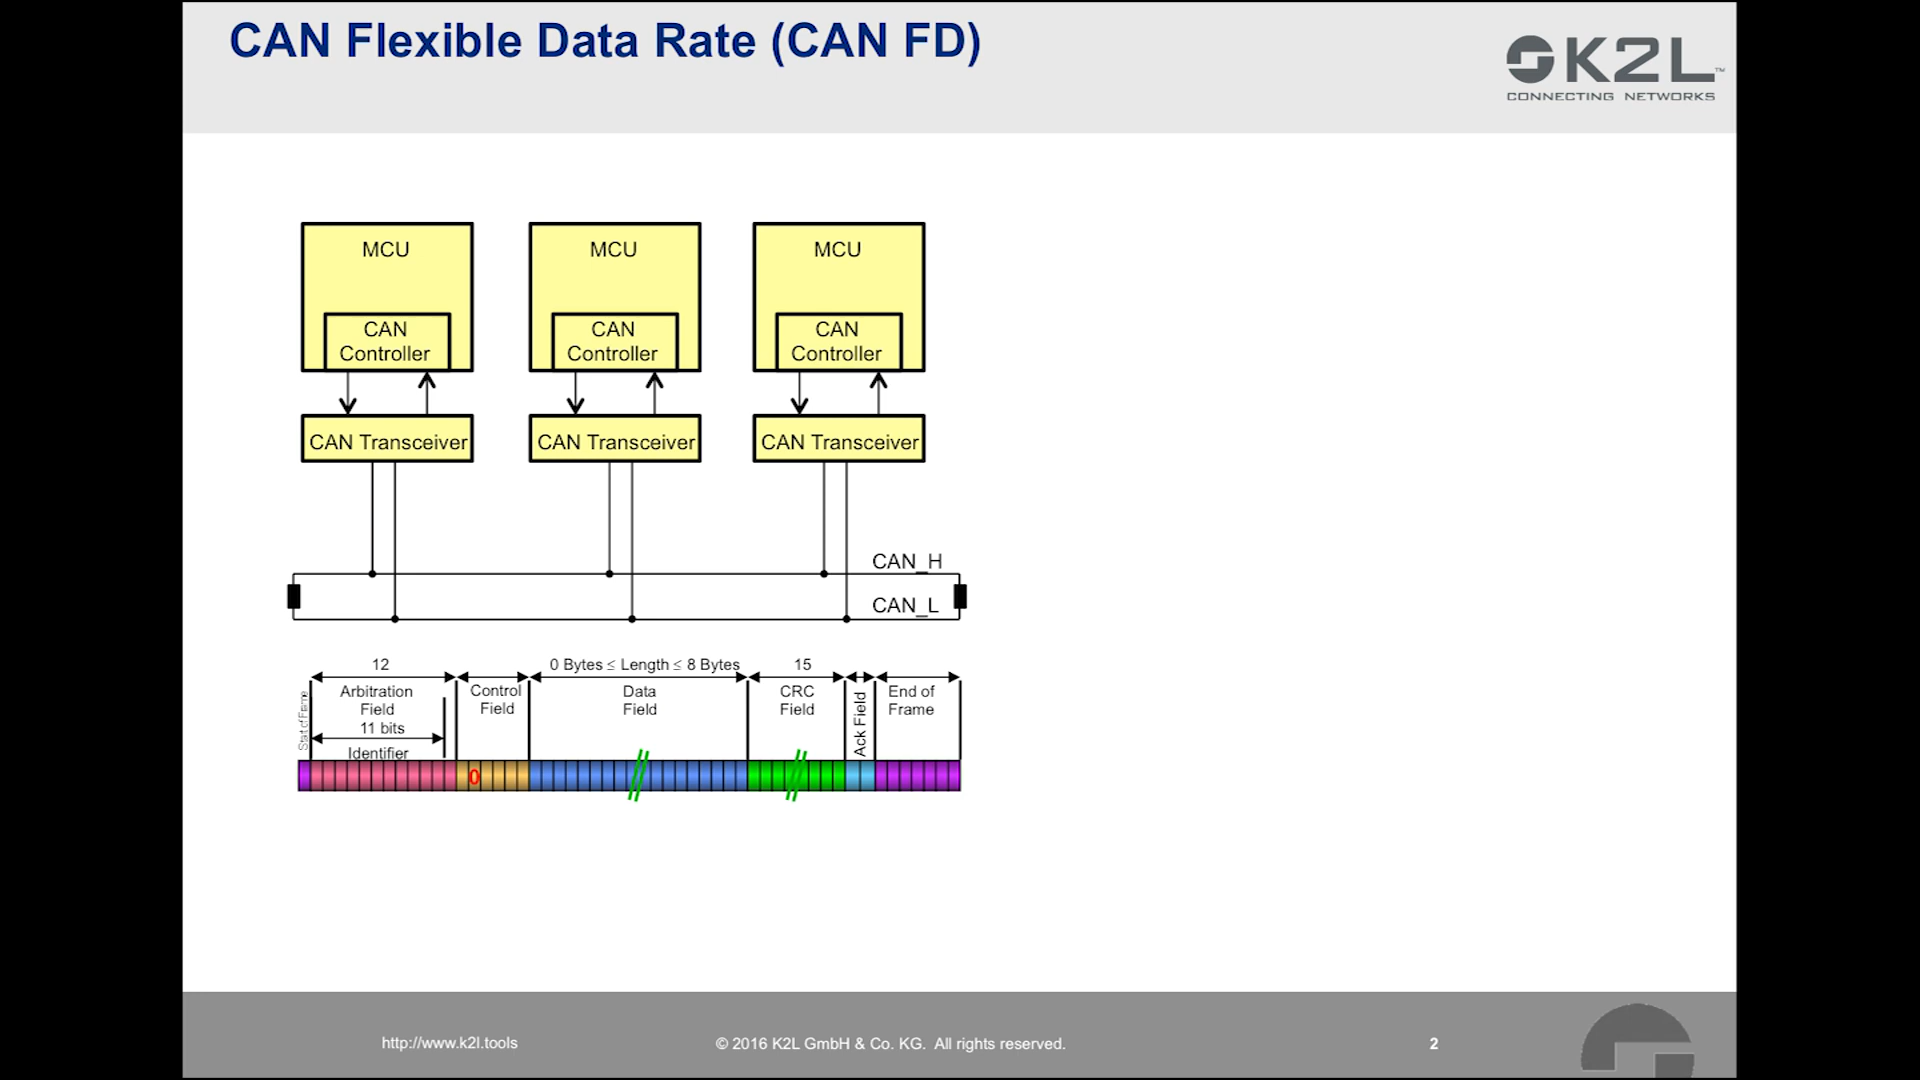 CAN Flexible Data Rate (CAN FD)
K2L™
CONNECTING NETWORKS
MCU
MCU
MCU
CAN
Controller
CAN
Controller
CAN
Controller
CAN Transceiver
CAN Transceiver
CAN Transceiver
CAN_H
CAN_L
12
0 Bytes ≤ Length ≤ 8 Bytes
15
Start of Frame
Arbitration
Field
11 bits
Identifier
Control
Field
Data
Field
CRC
Field
Ack Field
End of
Frame
0
http://www.k2l.tools
© 2016 K2L GmbH & Co. KG. All rights reserved.
2